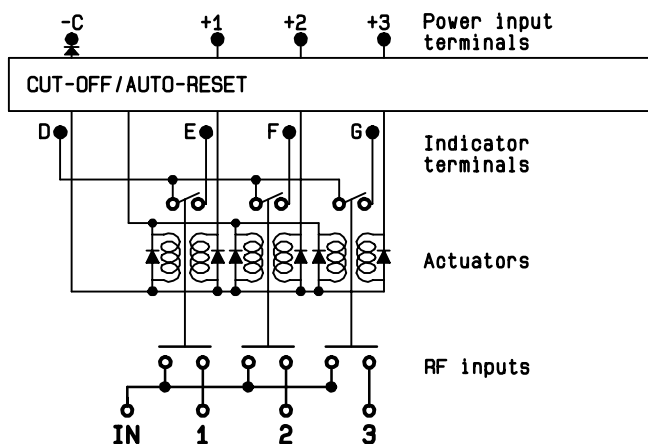 -C +1 +2 +3 Power input
terminals
CUT-OFF/AUTO-RESET
D E F G Indicator
terminals
Actuators
RF inputs
IN 1 2 3